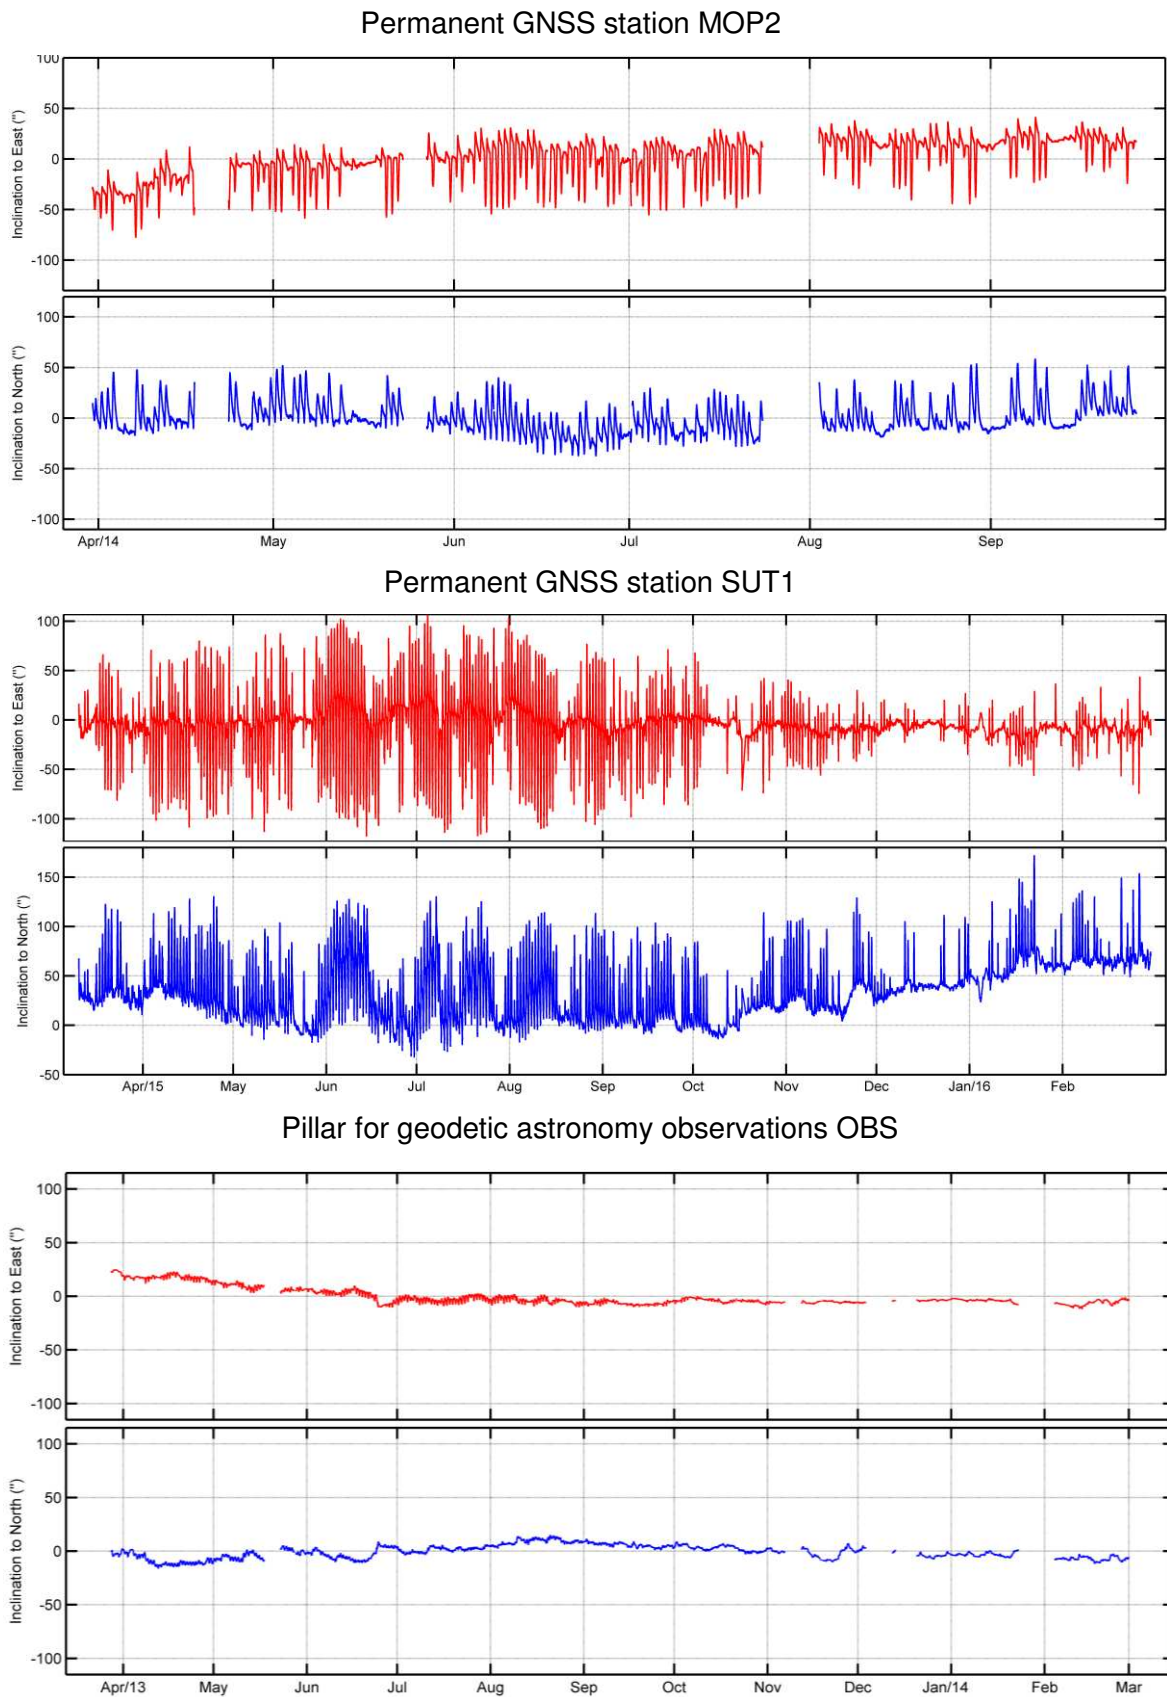 Permanent GNSS station MOP2
100
50
0
-50
-100
Inclination to East (")
100
50
0
-50
-100
Inclination to North (")
Apr/14 May Jun Jul Aug Sep
Permanent GNSS station SUT1
100
50
0
-50
-100
Inclination to East (")
150
100
50
0
-50
Inclination to North (")
Apr/15 May Jun Jul Aug Sep Oct Nov Dec Jan/16 Feb
Pillar for geodetic astronomy observations OBS
100
50
0
-50
-100
Inclination to East (")
100
50
0
-50
-100
Inclination to North (")
Apr/13 May Jun Jul Aug Sep Oct Nov Dec Jan/14 Feb Mar